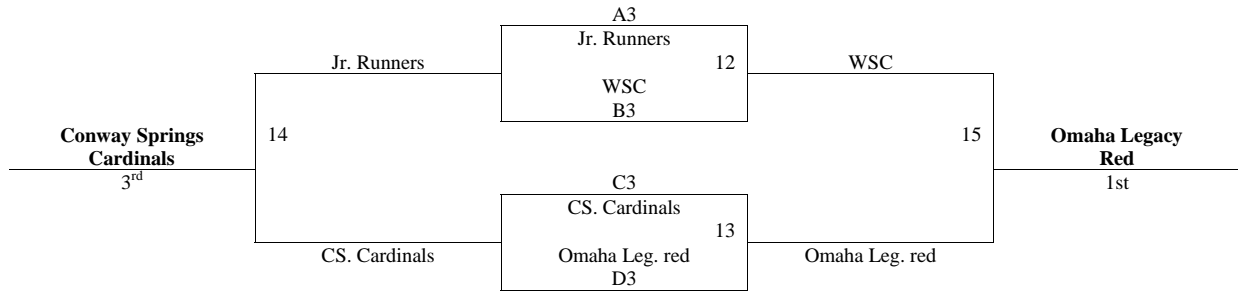 A3
Jr. Runners
Jr. Runners
12
WSC
WSC
B3
Conway Springs
Cardinals
3rd
14
15
Omaha Legacy
Red
1st
C3
CS. Cardinals
13
CS. Cardinals
Omaha Leg. red
Omaha Leg. red
D3